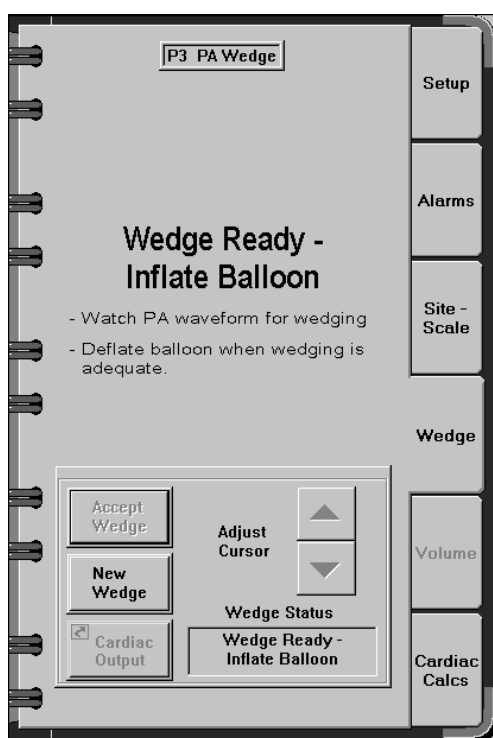 P3 PA Wedge
Setup
Alarms
Wedge Ready -
Inflate Balloon
- Watch PA waveform for wedging
- Deflate balloon when wedging is
adequate.
Site -
Scale
Wedge
Accept
Wedge
Adjust
Cursor
New
Wedge
Volume
Wedge Status
Cardiac
Output
Wedge Ready -
Inflate Balloon
Cardiac
Calcs